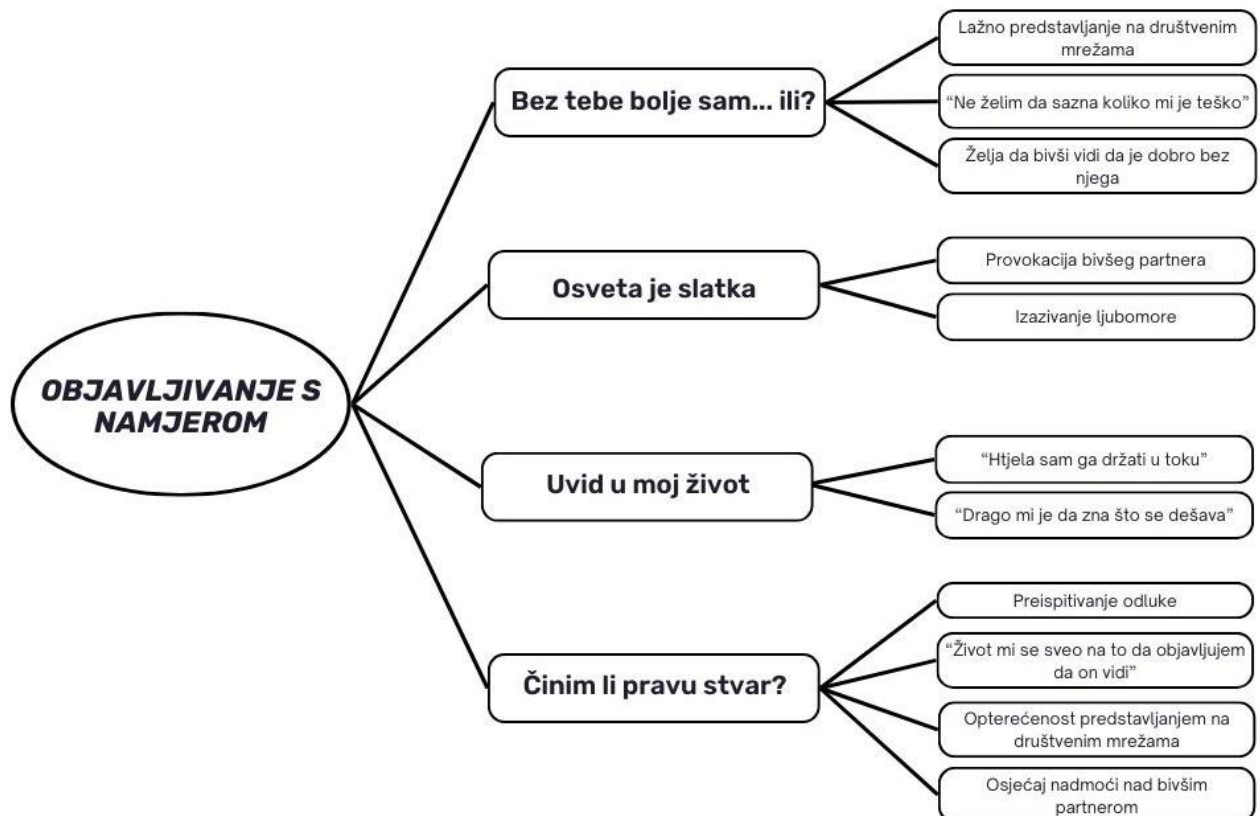 OBJAVLJIVANJE S
NAMJEROM
Bez tebe bolje sam... ili?
Lažno predstavljanje na društvenim
mrežama
“Ne želim da sazna koliko mi je teško”
Želja da bivši vidi da je dobro bez
njega
Osveta je slatka
Provokacija bivšeg partnera
Izazivanje ljubomore
Uvid u moj život
“Htjela sam ga držati u toku”
“Drago mi je da zna što se dešava”
Činim li pravu stvar?
Preispitivanje odluke
“Život mi se sveo na to da objavljujem
da on vidi”
Opterećenost predstavljanjem na
društvenim mrežama
Osjećaj nadmoći nad bivšim
partnerom